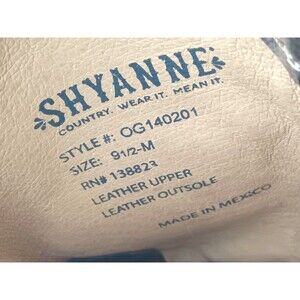 SHYANNE
COUNTRY. WEAR IT. MEAN IT.
STYLE #: OG140201
SIZE: 9 1/2-M
RN# 138823
LEATHER UPPER
LEATHER OUTSOLE
MADE IN MEXICO